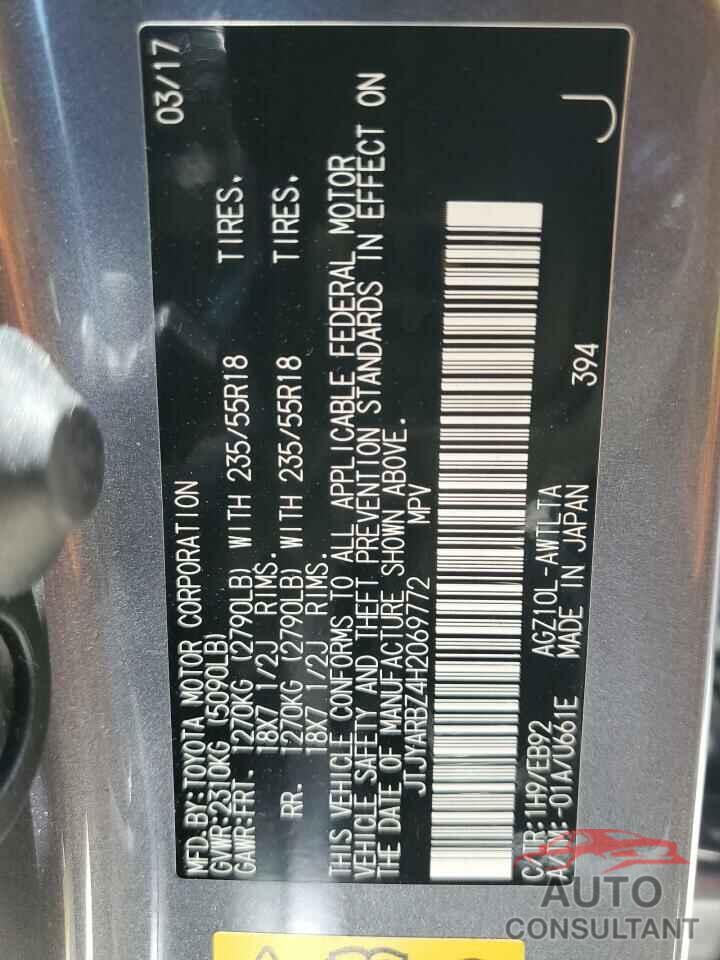 03/17
MFD. BY:TOYOTA MOTOR CORPORATION
GVWR:2310KG (5090LB)
GAWR:FRT. 1270KG (2790LB) WITH 235/55R18 TIRES.
18X7 1/2J RIMS.
RR. 1270KG (2790LB) WITH 235/55R18 TIRES.
18X7 1/2J RIMS.
THIS VEHICLE CONFORMS TO ALL APPLICABLE FEDERAL MOTOR
VEHICLE SAFETY AND THEFT PREVENTION STANDARDS IN EFFECT ON
THE DATE OF MANUFACTURE SHOWN ABOVE.
JTJYARBZ4H2069772 MPV
C/TR:1H9/EB92 AGZ10L-AWTLTA
A/TM:-01A/U661E MADE IN JAPAN
394
J
AUTO
CONSULTANT